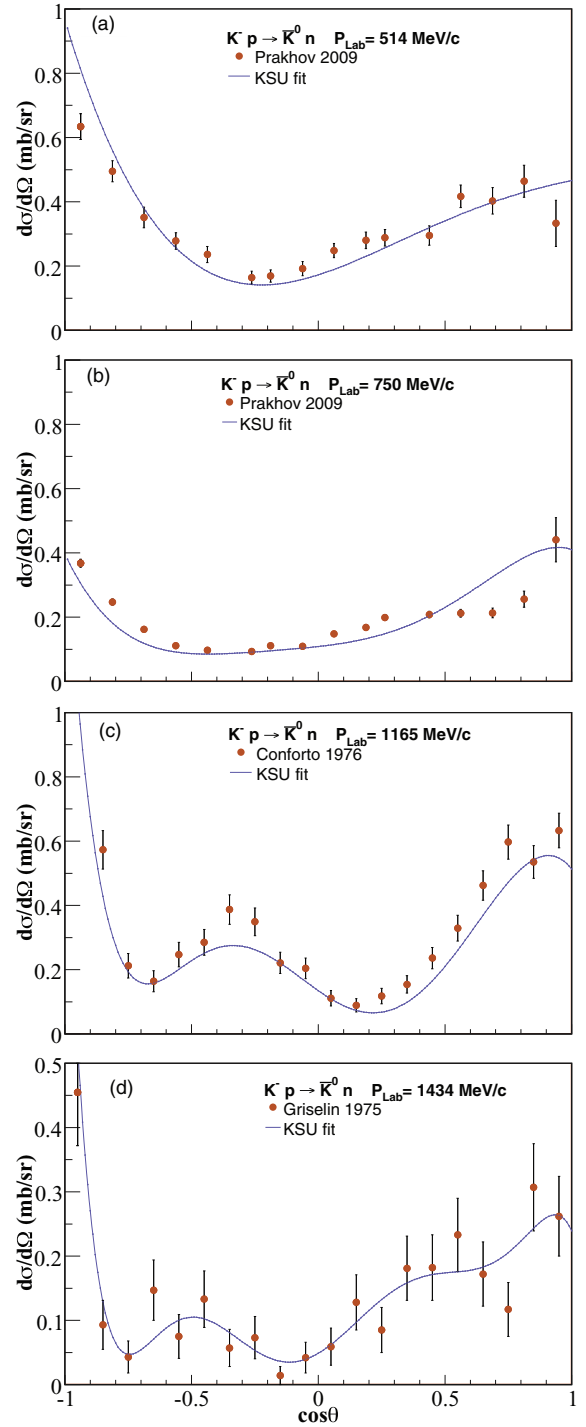 (a)
K⁻ p → K̅⁰ n P_Lab= 514 MeV/c
Prakhov 2009
KSU fit
dσ/dΩ (mb/sr)
1
0.8
0.6
0.4
0.2
0
(b)
K⁻ p → K̅⁰ n P_Lab= 750 MeV/c
Prakhov 2009
KSU fit
dσ/dΩ (mb/sr)
1
0.8
0.6
0.4
0.2
0
(c)
K⁻ p → K̅⁰ n P_Lab= 1165 MeV/c
Conforto 1976
KSU fit
dσ/dΩ (mb/sr)
1
0.8
0.6
0.4
0.2
0
(d)
K⁻ p → K̅⁰ n P_Lab= 1434 MeV/c
Griselin 1975
KSU fit
dσ/dΩ (mb/sr)
0.5
0.4
0.3
0.2
0.1
0
-1 -0.5 0 0.5 1
cosθ